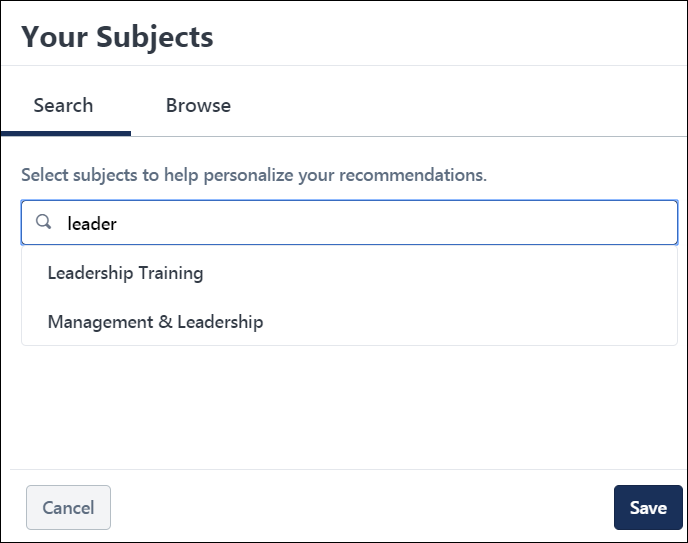 Your Subjects
Search Browse
Select subjects to help personalize your recommendations.
leader
Leadership Training
Management & Leadership
Cancel Save